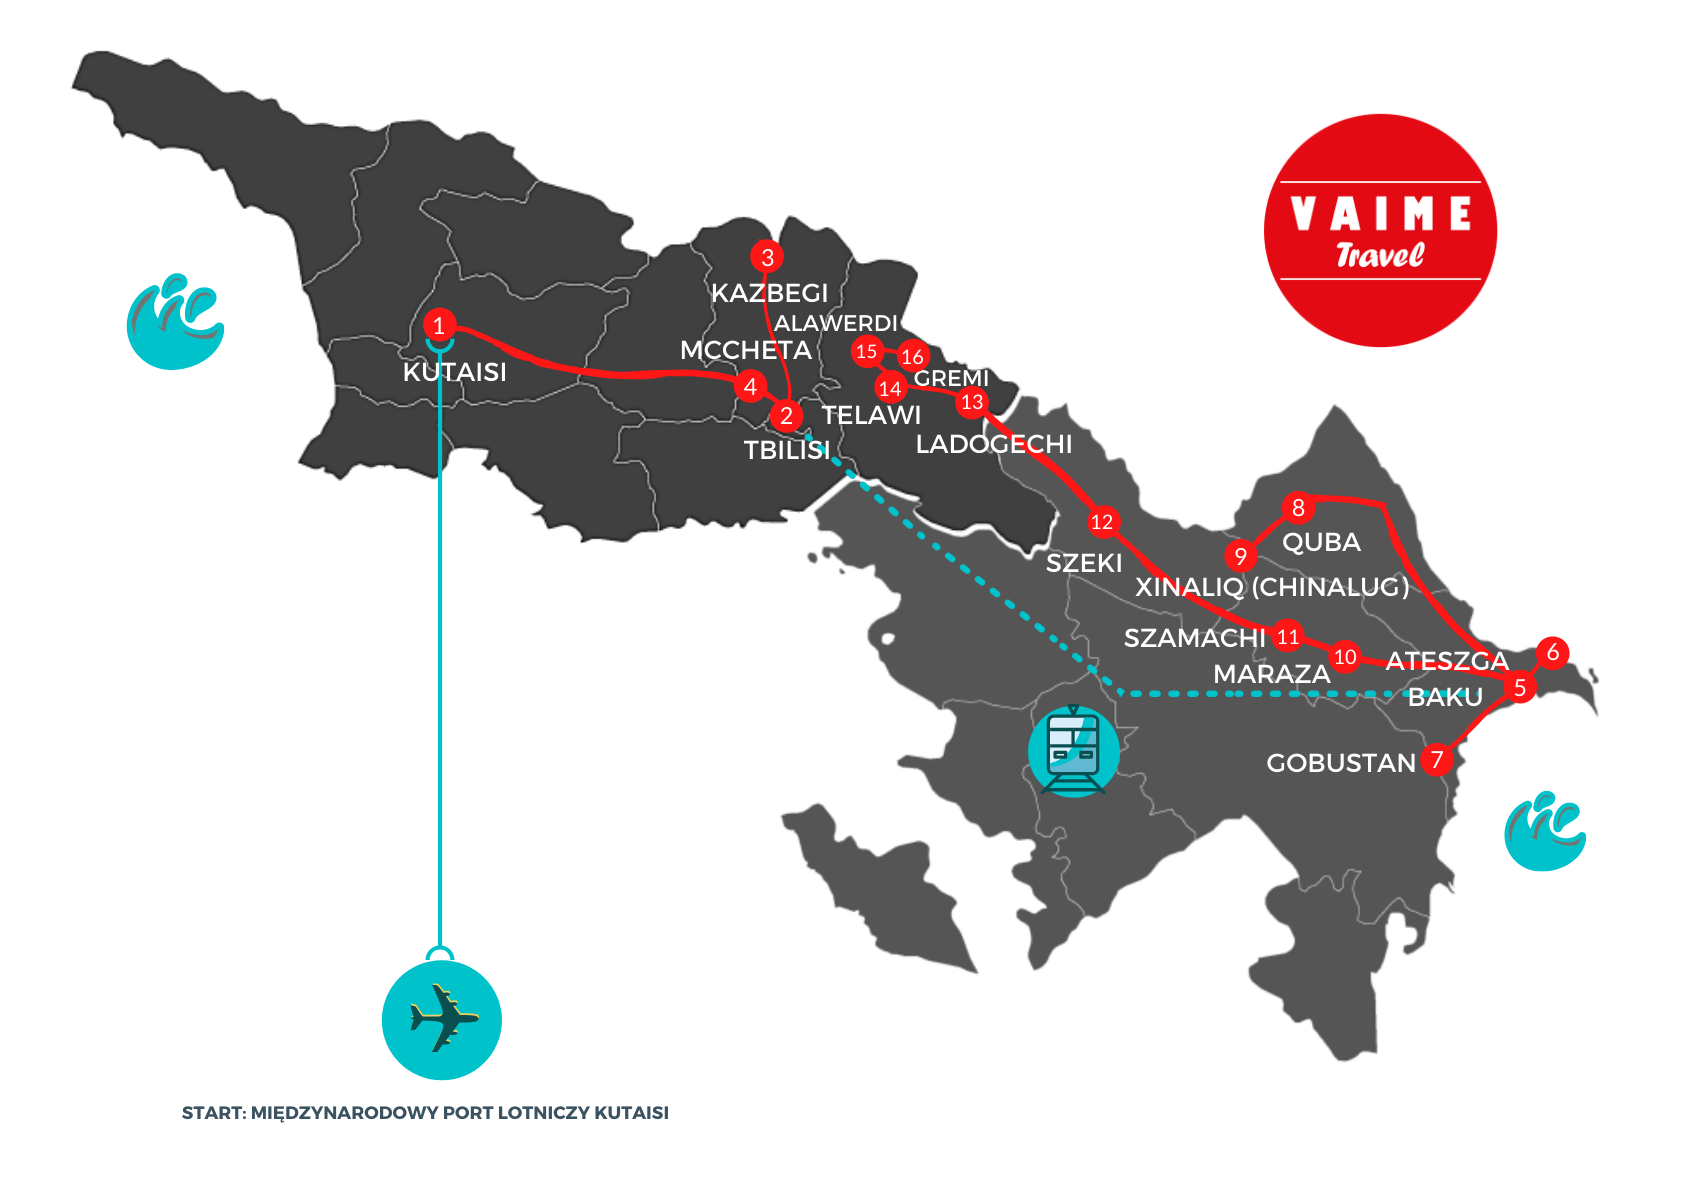 VAIME
Travel
3
KAZBEGI
1
ALAWERDI
MCCHETA
15
16
KUTAISI
GREMI
4
14
13
2
TELAWI
TBILISI
LADOGECHI
12
8
SZEKI
QUBA
9
XINALIQ (CHINALUG)
SZAMACHI
11
6
10
ATESZGA
MARAZA
5
BAKU
GOBUSTAN
7
START: MIĘDZYNARODOWY PORT LOTNICZY KUTAISI